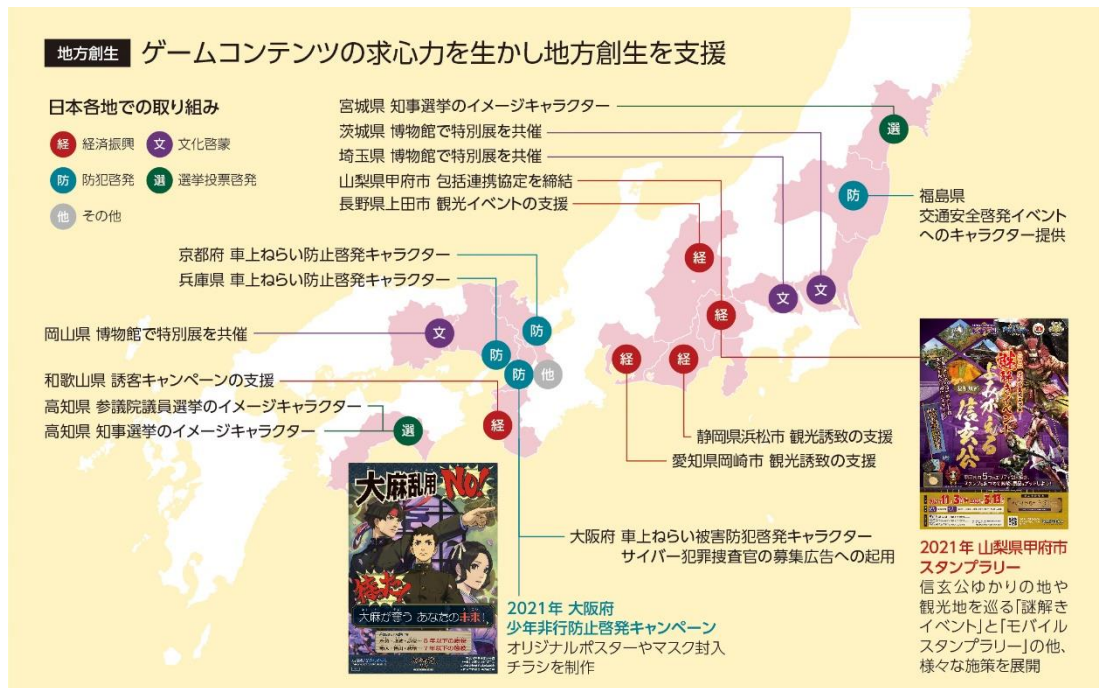 地方創生 ゲームコンテンツの求心力を生かし地方創生を支援
日本各地での取り組み
経 経済振興 文 文化啓蒙
防 防犯啓発 選 選挙投票啓発
他 その他
宮城県 知事選挙のイメージキャラクター
茨城県 博物館で特別展を共催
埼玉県 博物館で特別展を共催
山梨県甲府市 包括連携協定を締結
長野県上田市 観光イベントの支援
選
防
福島県
交通安全啓発イベント
へのキャラクター提供
京都府 車上ねらい防止啓発キャラクター
兵庫県 車上ねらい防止啓発キャラクター
経
文
文
経
岡山県 博物館で特別展を共催
文
防
防
防
他
経
経
和歌山県 誘客キャンペーンの支援
高知県 参議院議員選挙のイメージキャラクター
高知県 知事選挙のイメージキャラクター
選
経
静岡県浜松市 観光誘致の支援
愛知県岡崎市 観光誘致の支援
大阪府 車上ねらい被害防犯啓発キャラクター
サイバー犯罪捜査官の募集広告への起用
大麻乱用 NO!
大麻が奪う あなたの未来!
2021年 大阪府
少年非行防止啓発キャンペーン
オリジナルポスターやマスク封入
チラシを制作
よみがえる
信玄公
2021年 山梨県甲府市
スタンプラリー
信玄公ゆかりの地や
観光地を巡る「謎解き
イベント」と「モバイル
スタンプラリー」の他、
様々な施策を展開